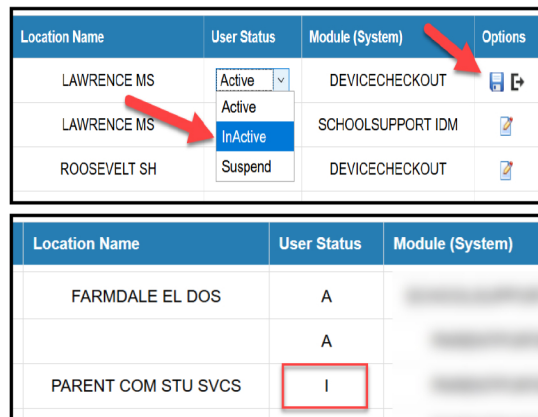 Location Name User Status Module (System) Options
LAWRENCE MS Active DEVICECHECKOUT
Active
LAWRENCE MS InActive SCHOOLSUPPORT IDM
ROOSEVELT SH Suspend DEVICECHECKOUT
Location Name User Status Module (System)
FARMDALE EL DOS A
A
PARENT COM STU SVCS I